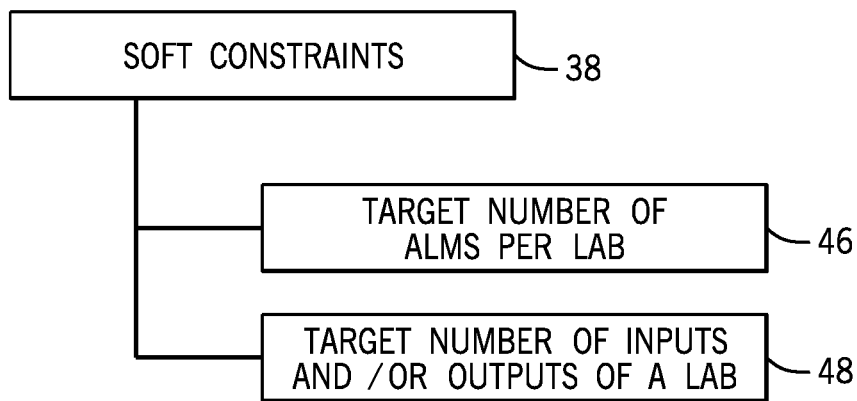 SOFT CONSTRAINTS
38
TARGET NUMBER OF
ALMS PER LAB
46
TARGET NUMBER OF INPUTS
AND /OR OUTPUTS OF A LAB
48